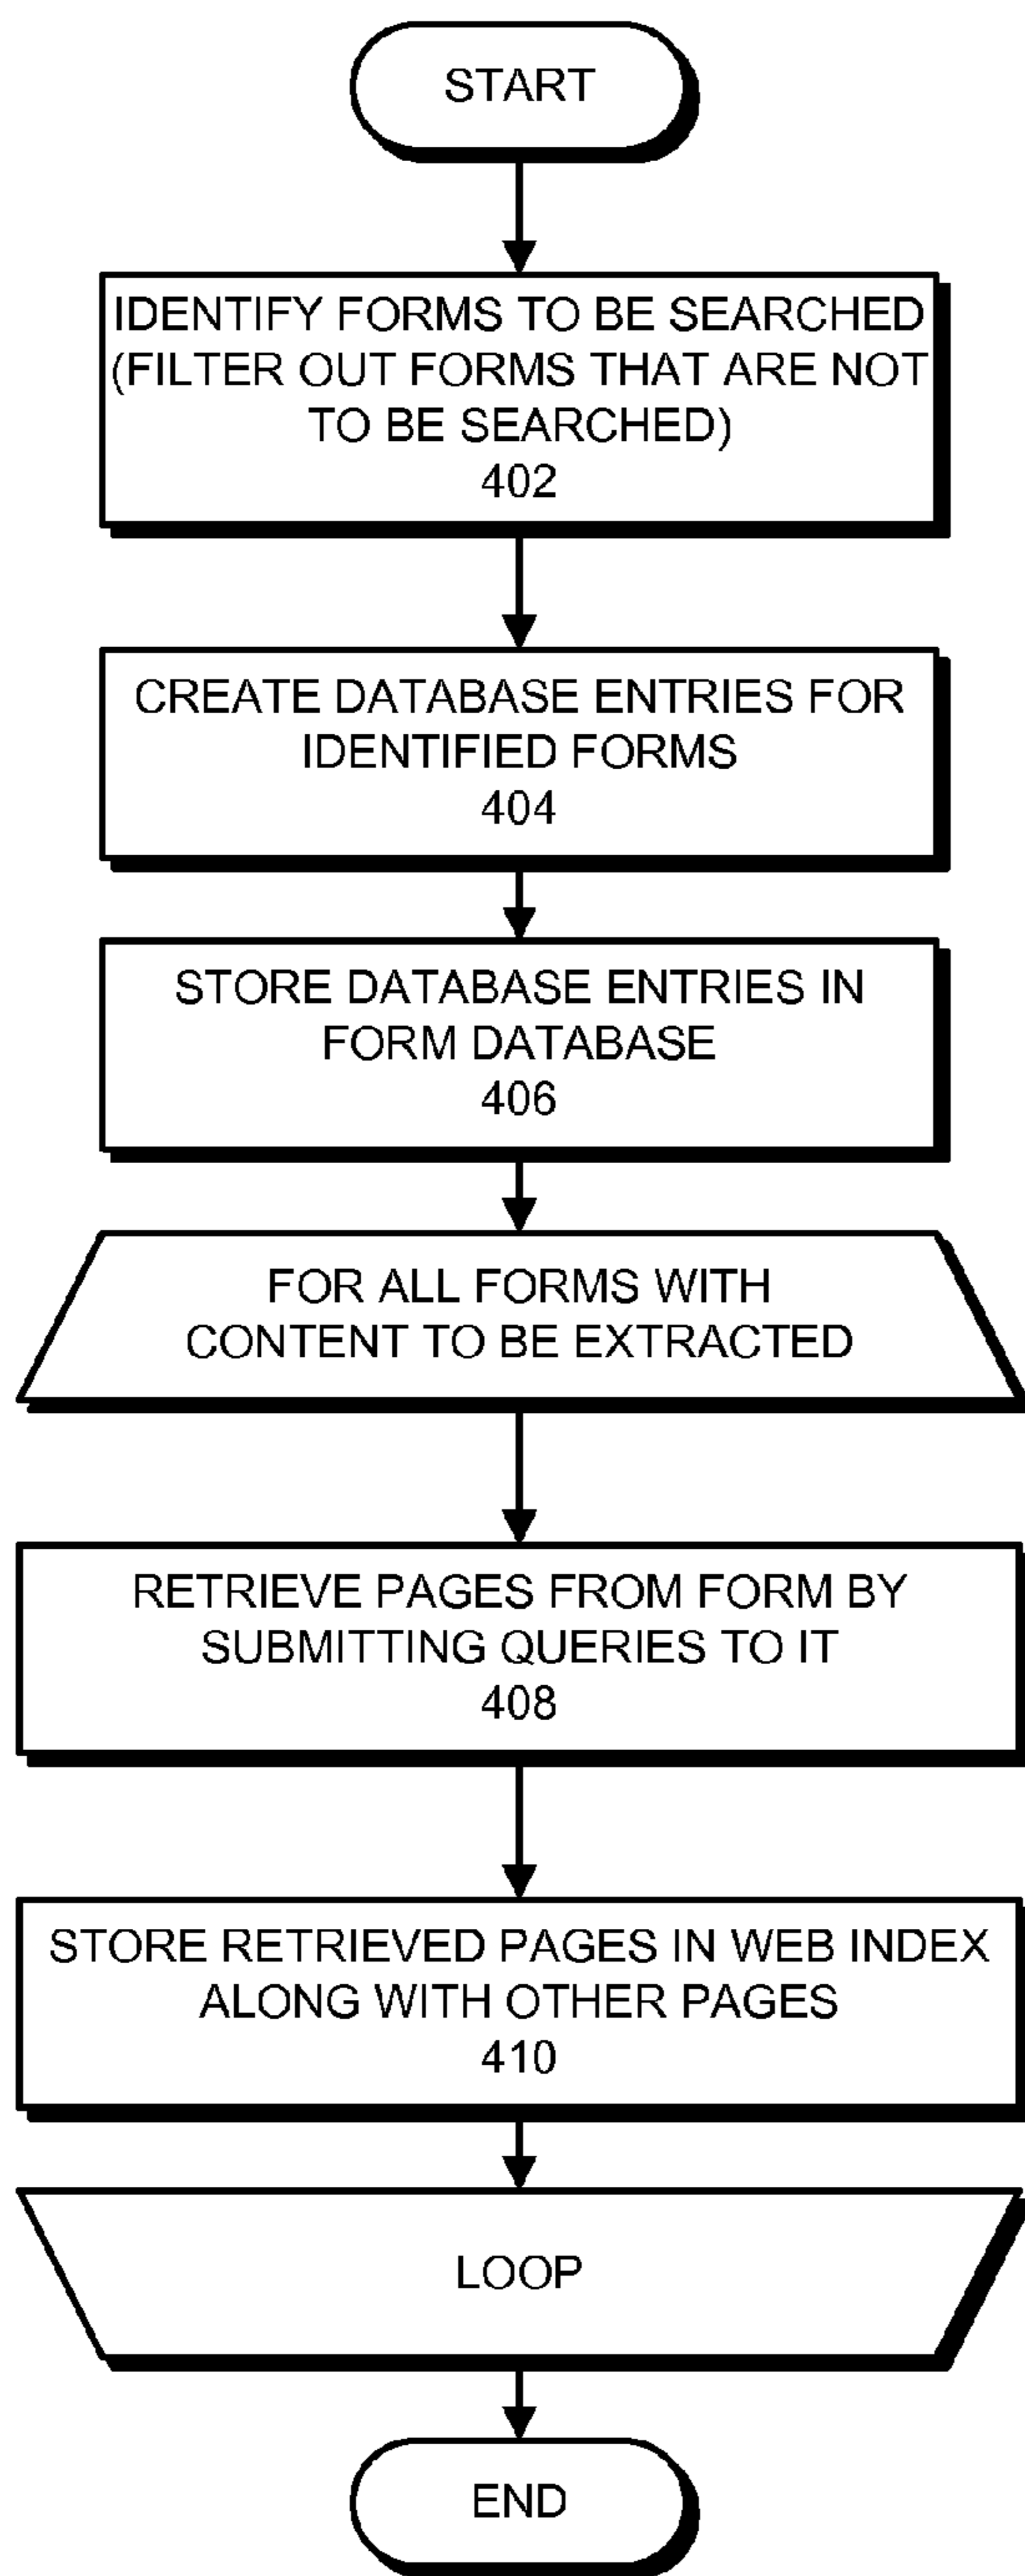 START
IDENTIFY FORMS TO BE SEARCHED
(FILTER OUT FORMS THAT ARE NOT
TO BE SEARCHED)
402
CREATE DATABASE ENTRIES FOR
IDENTIFIED FORMS
404
STORE DATABASE ENTRIES IN
FORM DATABASE
406
FOR ALL FORMS WITH
CONTENT TO BE EXTRACTED
RETRIEVE PAGES FROM FORM BY
SUBMITTING QUERIES TO IT
408
STORE RETRIEVED PAGES IN WEB INDEX
ALONG WITH OTHER PAGES
410
LOOP
END